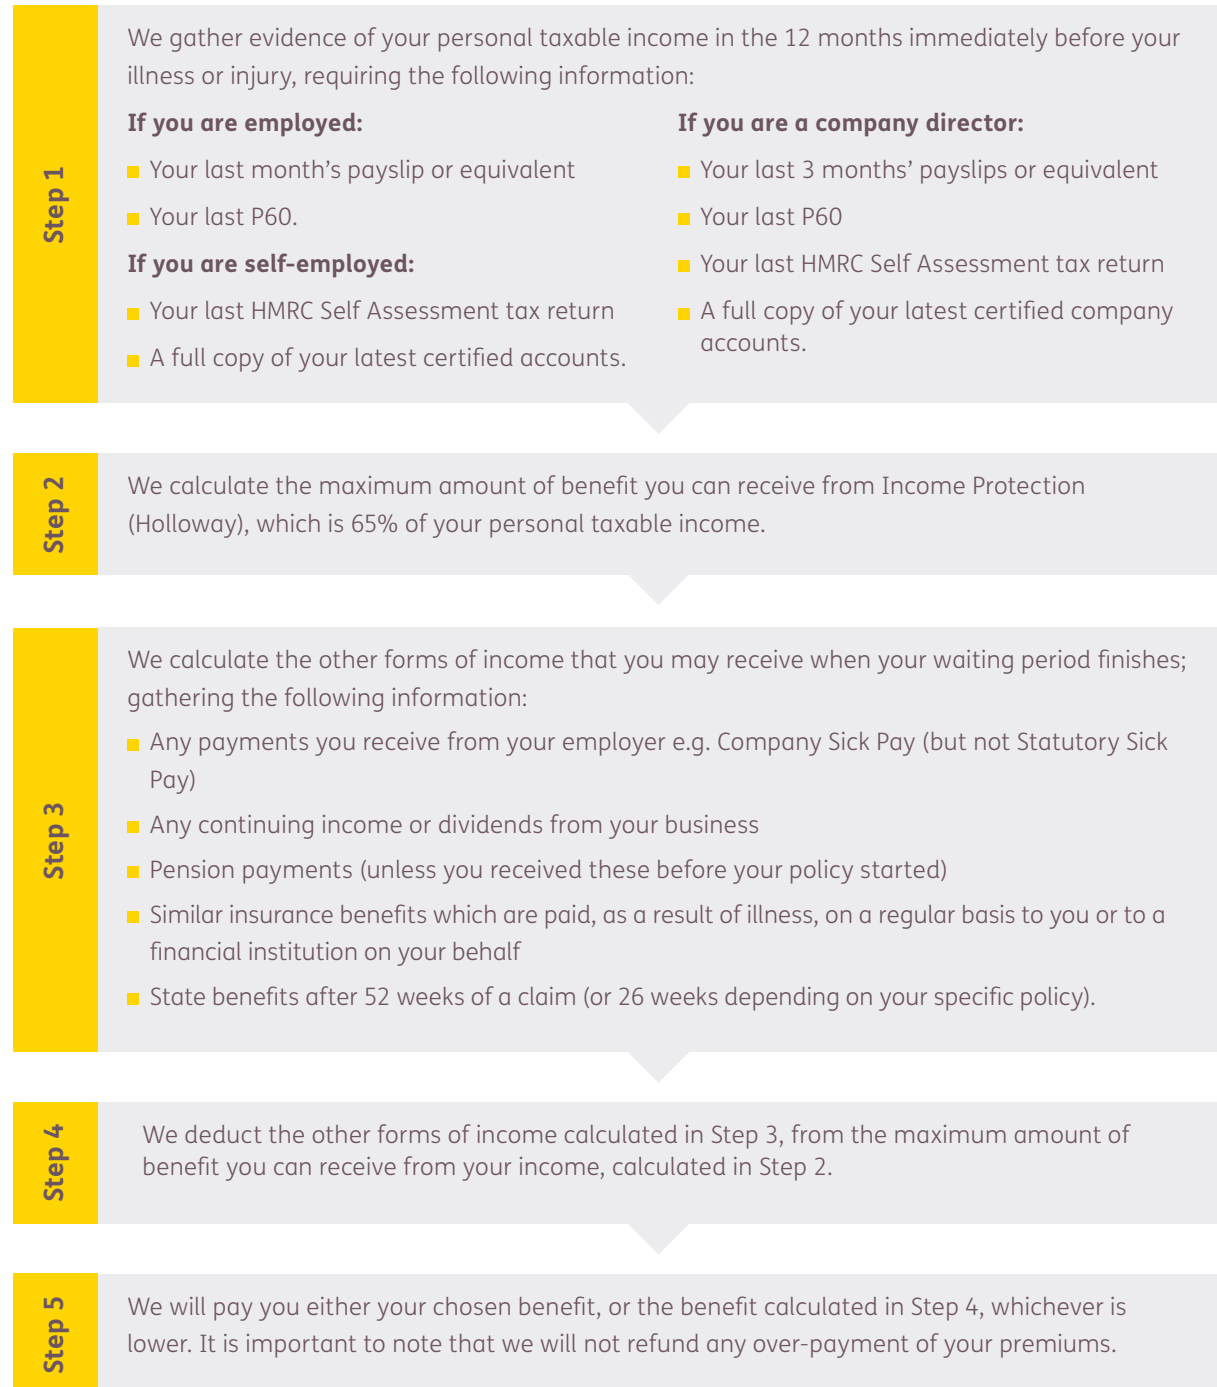 Step 1
We gather evidence of your personal taxable income in the 12 months immediately before your
illness or injury, requiring the following information:
If you are employed:
Your last month's payslip or equivalent
Your last P60.
If you are self-employed:
Your last HMRC Self Assessment tax return
A full copy of your latest certified accounts.
If you are a company director:
Your last 3 months' payslips or equivalent
Your last P60
Your last HMRC Self Assessment tax return
A full copy of your latest certified company
accounts.
Step 2
We calculate the maximum amount of benefit you can receive from Income Protection
(Holloway), which is 65% of your personal taxable income.
Step 3
We calculate the other forms of income that you may receive when your waiting period finishes;
gathering the following information:
Any payments you receive from your employer e.g. Company Sick Pay (but not Statutory Sick
Pay)
Any continuing income or dividends from your business
Pension payments (unless you received these before your policy started)
Similar insurance benefits which are paid, as a result of illness, on a regular basis to you or to a
financial institution on your behalf
State benefits after 52 weeks of a claim (or 26 weeks depending on your specific policy).
Step 4
We deduct the other forms of income calculated in Step 3, from the maximum amount of
benefit you can receive from your income, calculated in Step 2.
Step 5
We will pay you either your chosen benefit, or the benefit calculated in Step 4, whichever is
lower. It is important to note that we will not refund any over-payment of your premiums.